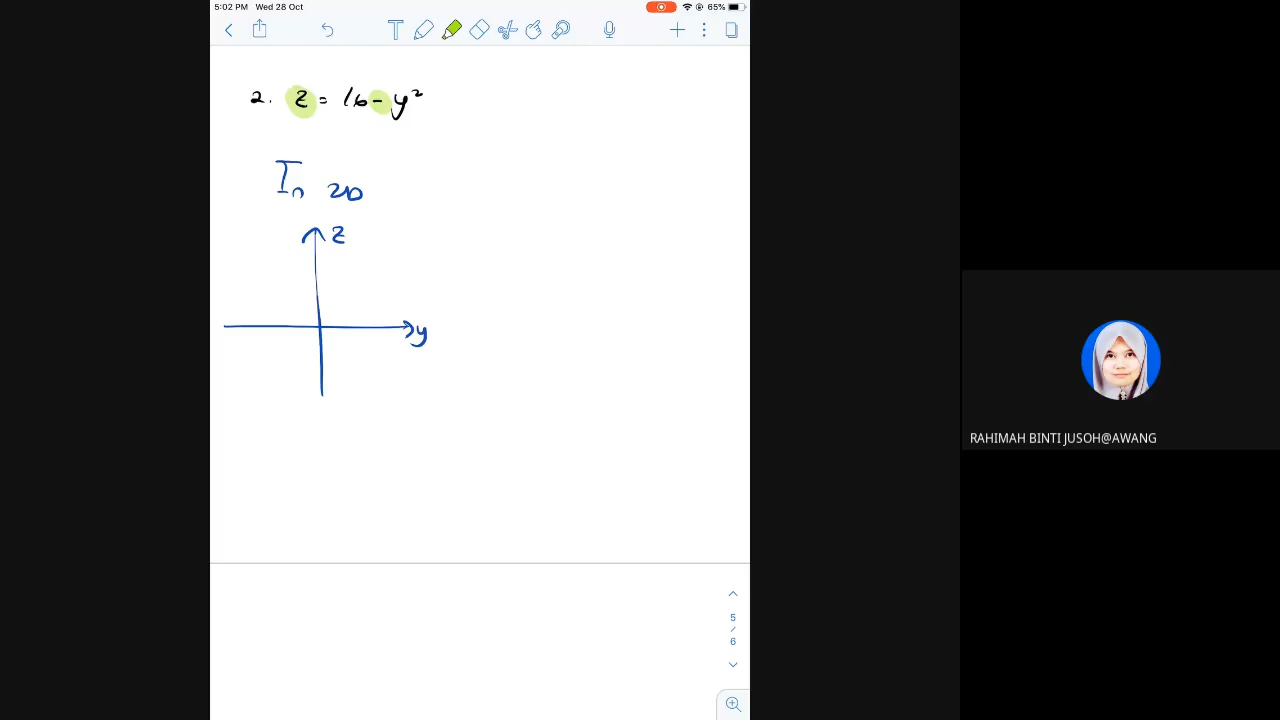 5:02 PM Wed 28 Oct 65%
2. z = 16 - y²
In 2D
z
y
5
/
6
RAHIMAH BINTI JUSOH@AWANG